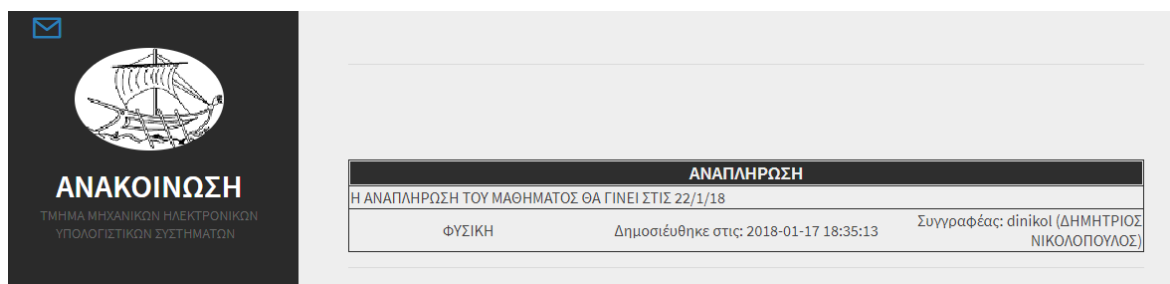 ΑΝΑΚΟΙΝΩΣΗ
ΤΜΗΜΑ ΜΗΧΑΝΙΚΩΝ ΗΛΕΚΤΡΟΝΙΚΩΝ
ΥΠΟΛΟΓΙΣΤΙΚΩΝ ΣΥΣΤΗΜΑΤΩΝ
ΑΝΑΠΛΗΡΩΣΗ
Η ΑΝΑΠΛΗΡΩΣΗ ΤΟΥ ΜΑΘΗΜΑΤΟΣ ΘΑ ΓΙΝΕΙ ΣΤΙΣ 22/1/18
ΦΥΣΙΚΗ Δημοσιέυθηκε στις: 2018-01-17 18:35:13 Συγγραφέας: dinikol (ΔΗΜΗΤΡΙΟΣ
ΝΙΚΟΛΟΠΟΥΛΟΣ)